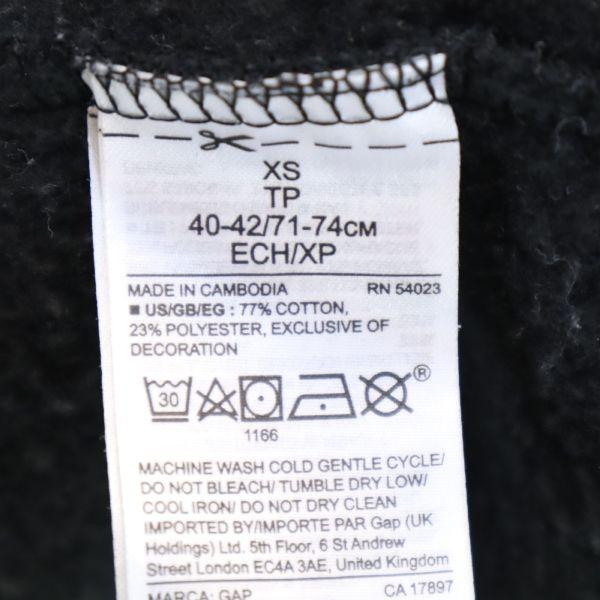 XS
TP
40-42/71-74CM
ECH/XP
MADE IN CAMBODIA RN 54023
■ US/GB/EG : 77% COTTON,
23% POLYESTER, EXCLUSIVE OF
DECORATION
30
®
1166
MACHINE WASH COLD GENTLE CYCLE/
DO NOT BLEACH/ TUMBLE DRY LOW/
COOL IRON/ DO NOT DRY CLEAN
IMPORTED BY/IMPORTE PAR Gap (UK
Holdings) Ltd. 5th Floor, 6 St Andrew
Street London EC4A 3AE, United Kingdom
MARCA: GAP CA 17897